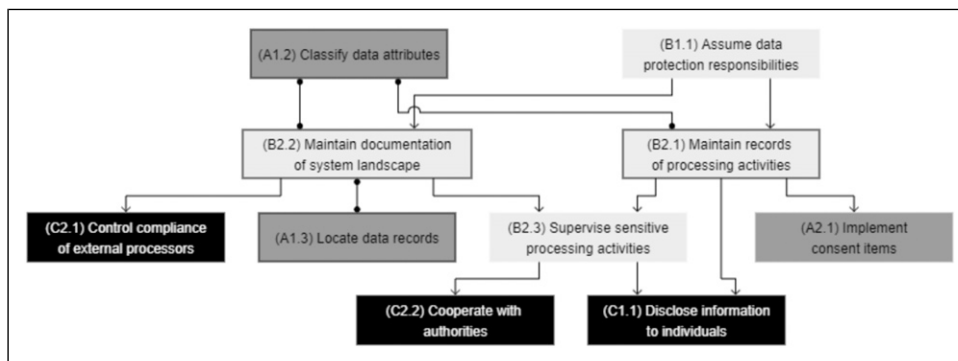 (A1.2) Classify data attributes
(B1.1) Assume data
protection responsibilities
(B2.2) Maintain documentation
of system landscape
(B2.1) Maintain records
of processing activities
(C2.1) Control compliance
of external processors
(A1.3) Locate data records
(B2.3) Supervise sensitive
processing activities
(A2.1) Implement
consent items
(C2.2) Cooperate with
authorities
(C1.1) Disclose information
to individuals